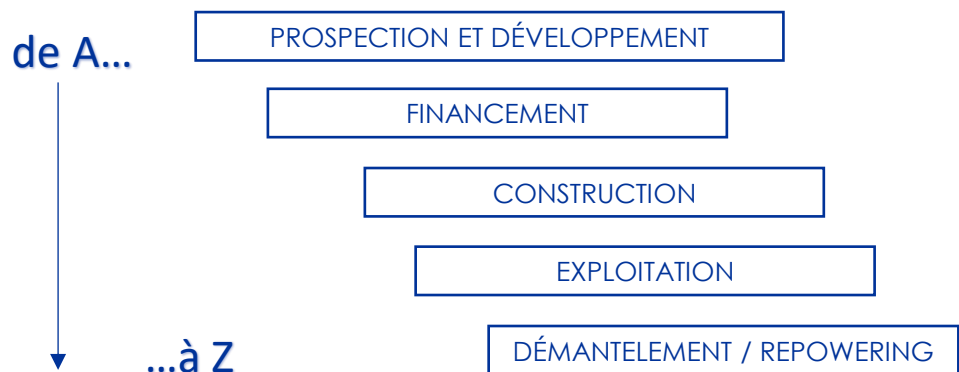 de A…
PROSPECTION ET DÉVELOPPEMENT
FINANCEMENT
CONSTRUCTION
EXPLOITATION
…à Z
DÉMANTELEMENT / REPOWERING